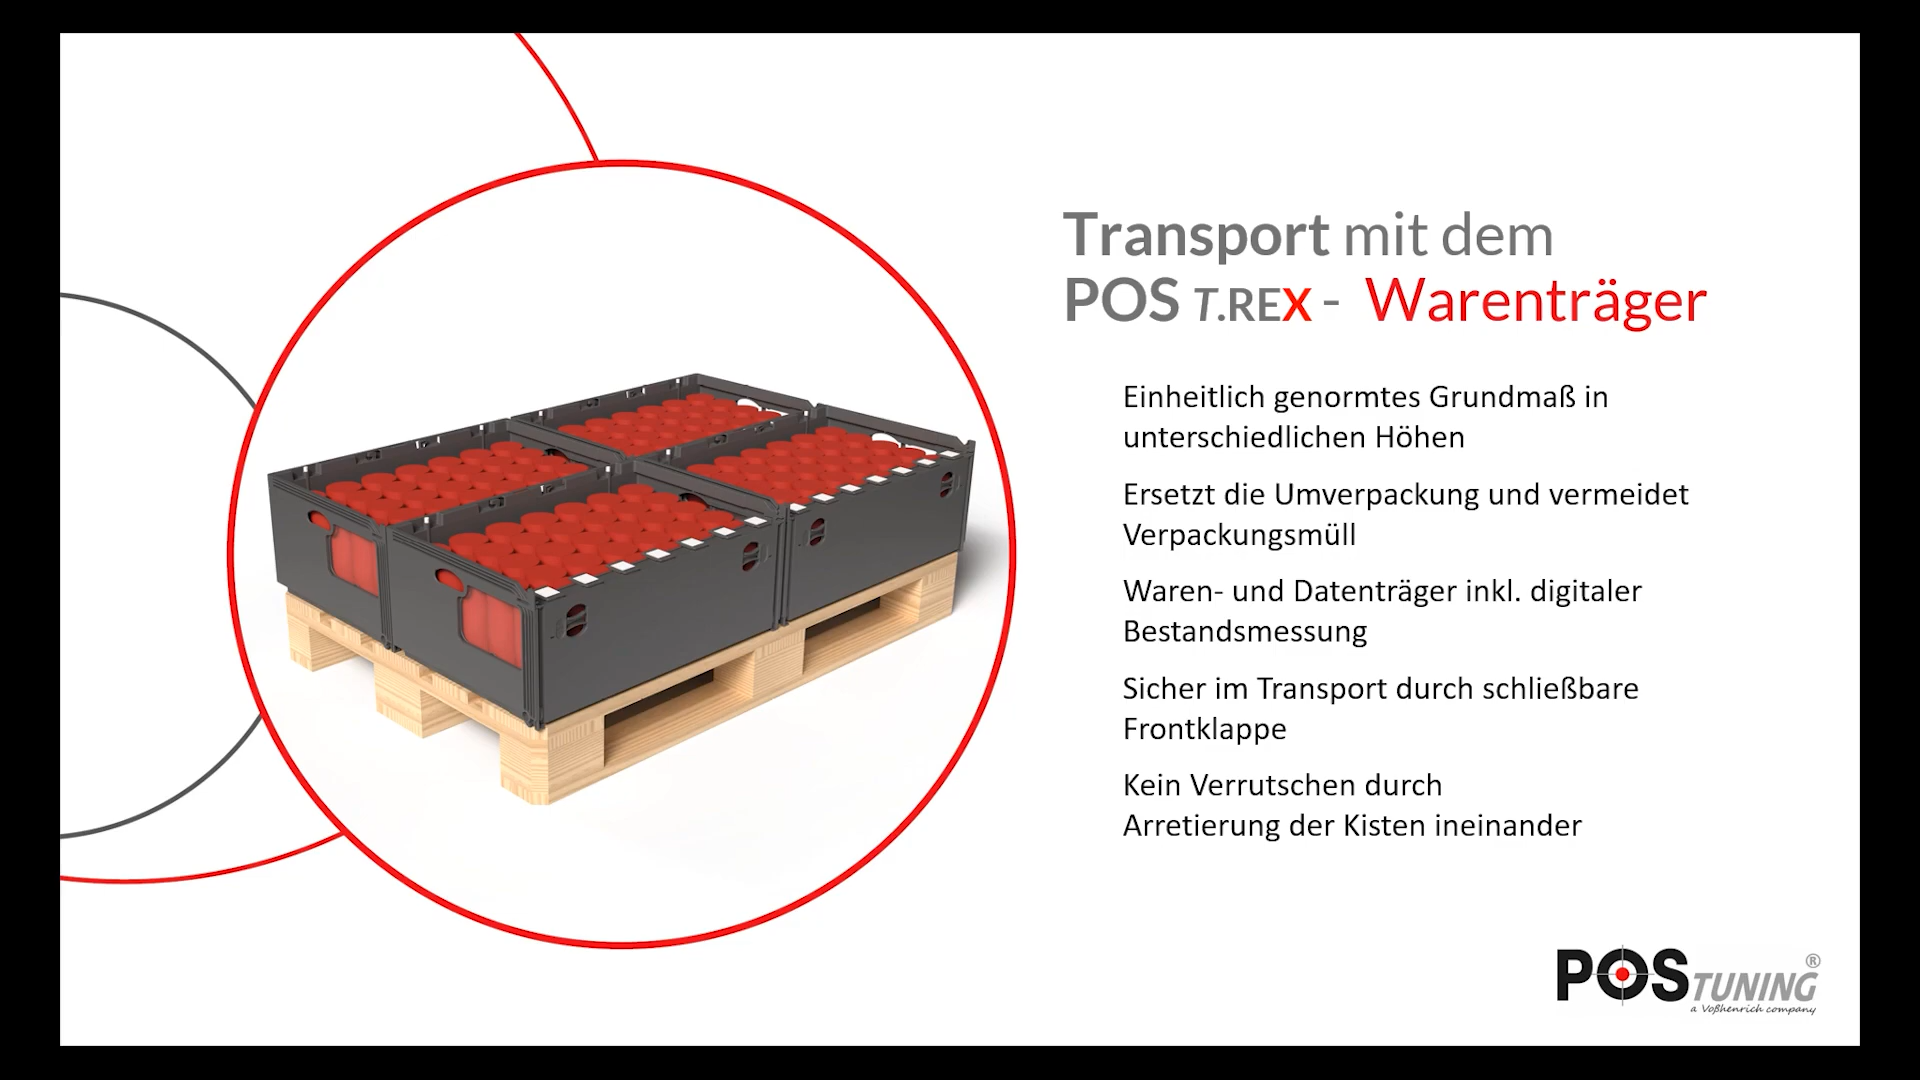 Transport mit dem
POS T.REX - Warenträger
Einheitlich genormtes Grundmaß in
unterschiedlichen Höhen
Ersetzt die Umverpackung und vermeidet
Verpackungsmüll
Waren- und Datenträger inkl. digitaler
Bestandsmessung
Sicher im Transport durch schließbare
Frontklappe
Kein Verrutschen durch
Arretierung der Kisten ineinander
POS TUNING ®
a Voßhenrich company